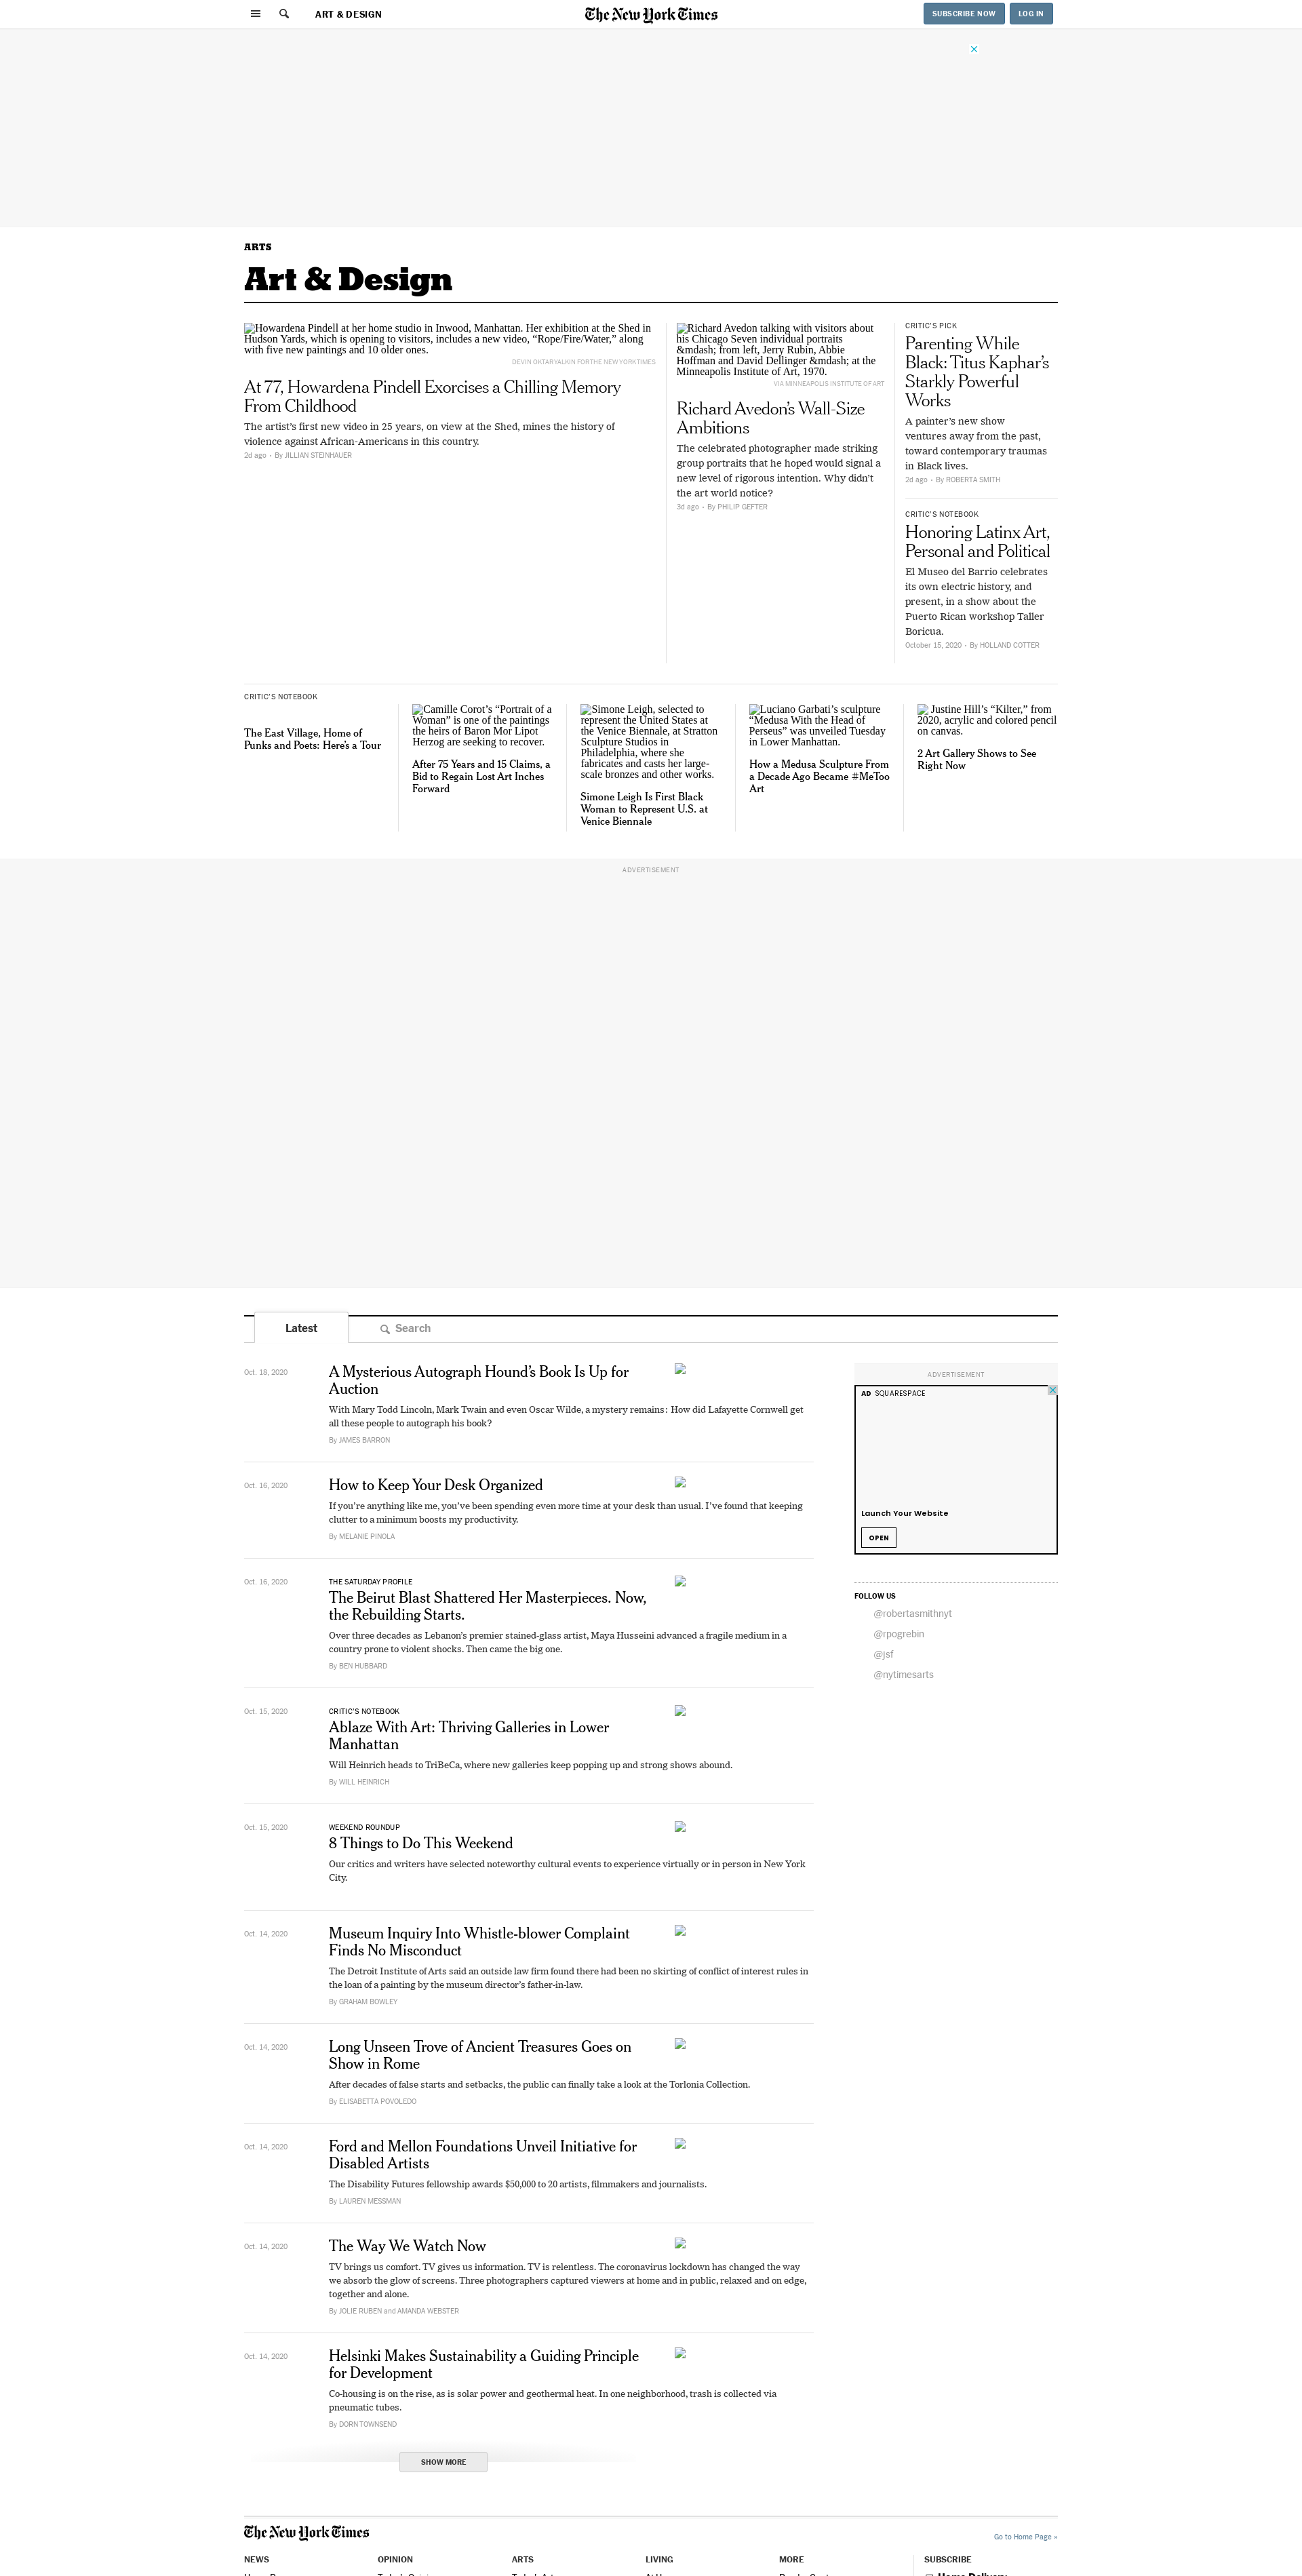 ART & DESIGN
The New York Times
SUBSCRIBE NOW
LOG IN
ARTS
Art & Design
Howardena Pindell at her home studio in Inwood, Manhattan. Her exhibition at the Shed in
Hudson Yards, which is opening to visitors, includes a new video, “Rope/Fire/Water,” along
with five new paintings and 10 older ones.
DEVIN OKTAR YALKIN FOR THE NEW YORK TIMES
At 77, Howardena Pindell Exorcises a Chilling Memory
From Childhood
The artist’s first new video in 25 years, on view at the Shed, mines the history of
violence against African-Americans in this country.
2d ago • By JILLIAN STEINHAUER
Richard Avedon talking with visitors about
his Chicago Seven individual portraits
&mdash; from left, Jerry Rubin, Abbie
Hoffman and David Dellinger &mdash; at the
Minneapolis Institute of Art, 1970.
VIA MINNEAPOLIS INSTITUTE OF ART
Richard Avedon’s Wall-Size
Ambitions
The celebrated photographer made striking
group portraits that he hoped would signal a
new level of rigorous intention. Why didn’t
the art world notice?
3d ago • By PHILIP GEFTER
CRITIC’S PICK
Parenting While
Black: Titus Kaphar’s
Starkly Powerful
Works
A painter’s new show
ventures away from the past,
toward contemporary traumas
in Black lives.
2d ago • By ROBERTA SMITH
CRITIC’S NOTEBOOK
Honoring Latinx Art,
Personal and Political
El Museo del Barrio celebrates
its own electric history, and
present, in a show about the
Puerto Rican workshop Taller
Boricua.
October 15, 2020 • By HOLLAND COTTER
CRITIC’S NOTEBOOK
The East Village, Home of
Punks and Poets: Here’s a Tour
Camille Corot’s “Portrait of a
Woman” is one of the paintings
the heirs of Baron Mor Lipot
Herzog are seeking to recover.
After 75 Years and 15 Claims, a
Bid to Regain Lost Art Inches
Forward
Simone Leigh, selected to
represent the United States at
the Venice Biennale, at Stratton
Sculpture Studios in
Philadelphia, where she
fabricates and casts her large-
scale bronzes and other works.
Simone Leigh Is First Black
Woman to Represent U.S. at
Venice Biennale
Luciano Garbati’s sculpture
“Medusa With the Head of
Perseus” was unveiled Tuesday
in Lower Manhattan.
How a Medusa Sculpture From
a Decade Ago Became #MeToo
Art
Justine Hill’s “Kilter,” from
2020, acrylic and colored pencil
on canvas.
2 Art Gallery Shows to See
Right Now
ADVERTISEMENT
Latest
Search
Oct. 18, 2020
A Mysterious Autograph Hound’s Book Is Up for
Auction
With Mary Todd Lincoln, Mark Twain and even Oscar Wilde, a mystery remains: How did Lafayette Cornwell get
all these people to autograph his book?
By JAMES BARRON
Oct. 16, 2020
How to Keep Your Desk Organized
If you’re anything like me, you’ve been spending even more time at your desk than usual. I’ve found that keeping
clutter to a minimum boosts my productivity.
By MELANIE PINOLA
Oct. 16, 2020
THE SATURDAY PROFILE
The Beirut Blast Shattered Her Masterpieces. Now,
the Rebuilding Starts.
Over three decades as Lebanon’s premier stained-glass artist, Maya Husseini advanced a fragile medium in a
country prone to violent shocks. Then came the big one.
By BEN HUBBARD
Oct. 15, 2020
CRITIC’S NOTEBOOK
Ablaze With Art: Thriving Galleries in Lower
Manhattan
Will Heinrich heads to TriBeCa, where new galleries keep popping up and strong shows abound.
By WILL HEINRICH
Oct. 15, 2020
WEEKEND ROUNDUP
8 Things to Do This Weekend
Our critics and writers have selected noteworthy cultural events to experience virtually or in person in New York
City.
Oct. 14, 2020
Museum Inquiry Into Whistle-blower Complaint
Finds No Misconduct
The Detroit Institute of Arts said an outside law firm found there had been no skirting of conflict of interest rules in
the loan of a painting by the museum director’s father-in-law.
By GRAHAM BOWLEY
Oct. 14, 2020
Long Unseen Trove of Ancient Treasures Goes on
Show in Rome
After decades of false starts and setbacks, the public can finally take a look at the Torlonia Collection.
By ELISABETTA POVOLEDO
Oct. 14, 2020
Ford and Mellon Foundations Unveil Initiative for
Disabled Artists
The Disability Futures fellowship awards $50,000 to 20 artists, filmmakers and journalists.
By LAUREN MESSMAN
Oct. 14, 2020
The Way We Watch Now
TV brings us comfort. TV gives us information. TV is relentless. The coronavirus lockdown has changed the way
we absorb the glow of screens. Three photographers captured viewers at home and in public, relaxed and on edge,
together and alone.
By JOLIE RUBEN and AMANDA WEBSTER
Oct. 14, 2020
Helsinki Makes Sustainability a Guiding Principle
for Development
Co-housing is on the rise, as is solar power and geothermal heat. In one neighborhood, trash is collected via
pneumatic tubes.
By DORN TOWNSEND
SHOW MORE
ADVERTISEMENT
AD SQUARESPACE
Launch Your Website
OPEN
FOLLOW US
@robertasmithnyt
@rpogrebin
@jsf
@nytimesarts
The New York Times
Go to Home Page »
NEWS
OPINION
ARTS
LIVING
MORE
SUBSCRIBE